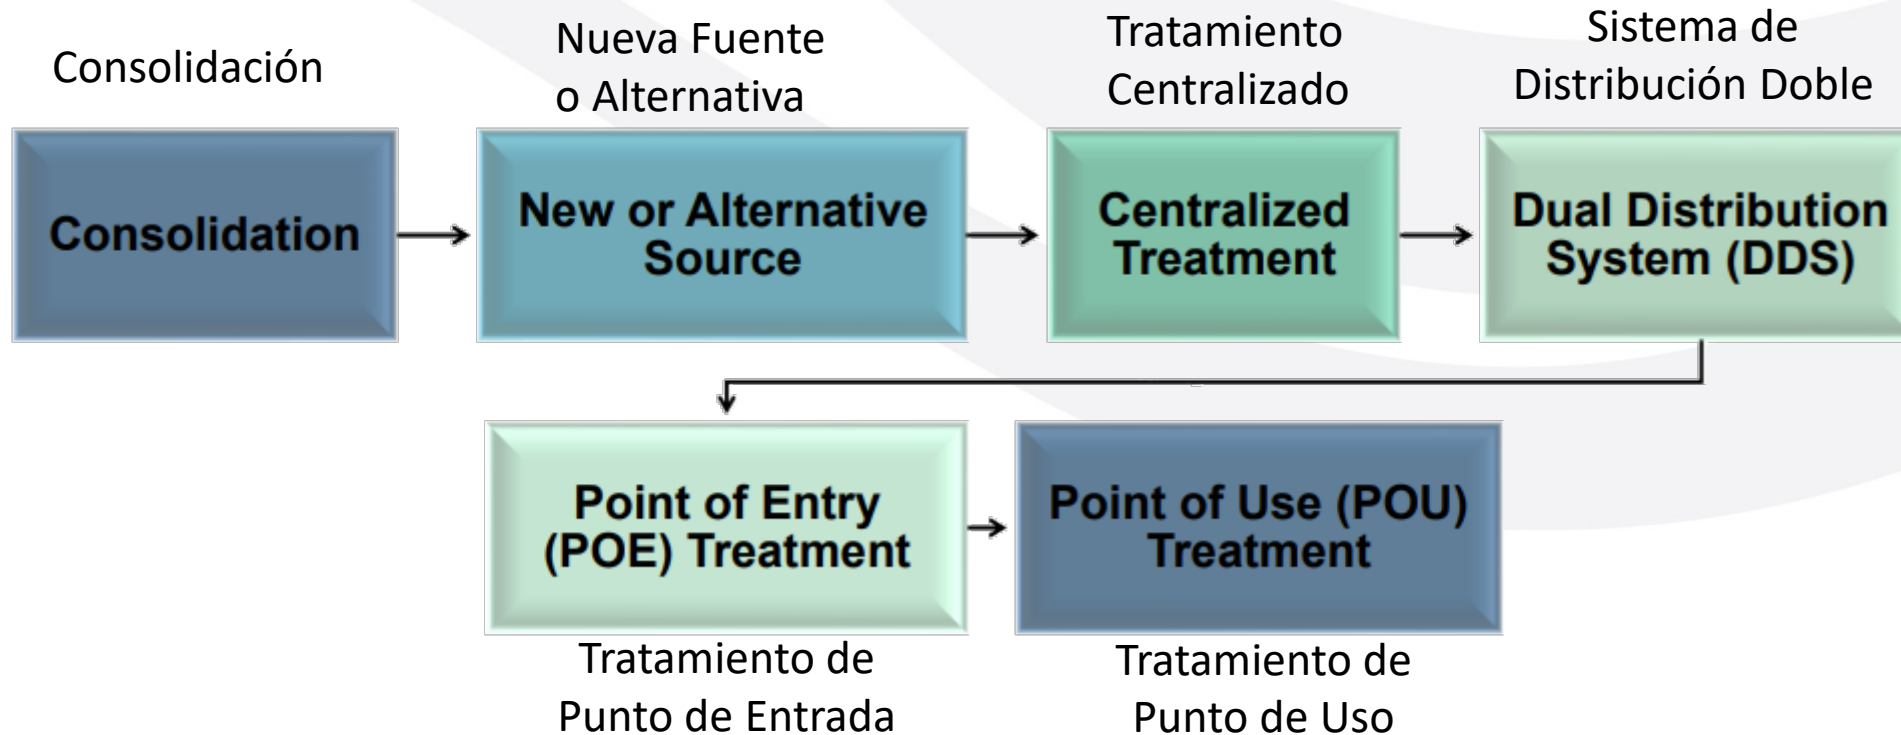 Consolidación
Nueva Fuente
o Alternativa
Tratamiento
Centralizado
Sistema de
Distribución Doble
Consolidation
New or Alternative
Source
Centralized
Treatment
Dual Distribution
System (DDS)
Point of Entry
(POE) Treatment
Point of Use (POU)
Treatment
Tratamiento de
Punto de Entrada
Tratamiento de
Punto de Uso